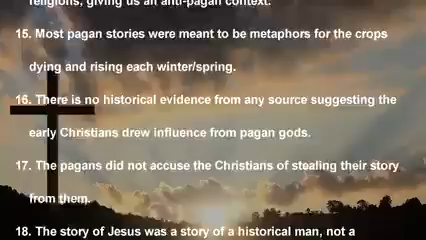 religions, giving us an anti-pagan context.
15. Most pagan stories were meant to be metaphors for the crops
dying and rising each winter/spring.
16. There is no historical evidence from any source suggesting the
early Christians drew influence from pagan gods.
17. The pagans did not accuse the Christians of stealing their story
from them.
18. The story of Jesus was a story of a historical man, not a